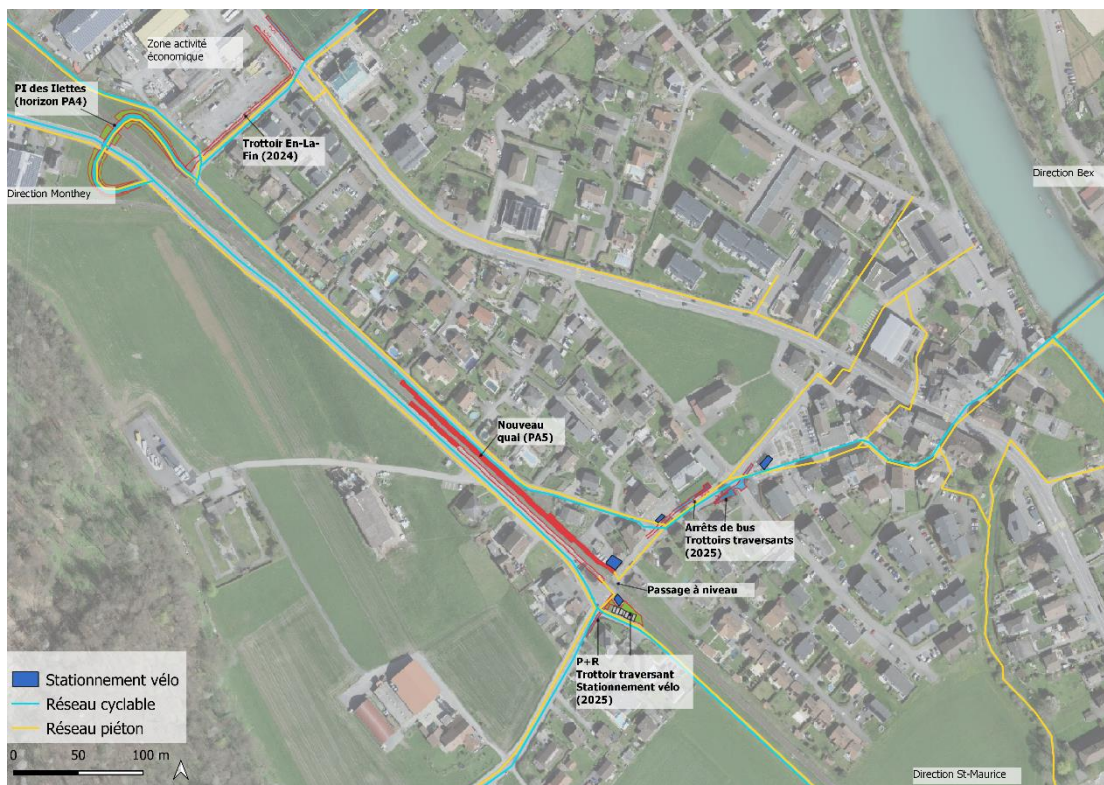 Zone activité
économique
PI des Ilettes
(horizon PA4)
Trottoir En-La-
Fin (2024)
Direction Monthey
Direction Bex
Nouveau
quai (PA5)
Arrêts de bus
Trottoirs traversants
(2025)
Passage à niveau
P+R
Trottoir traversant
Stationnement vélo
(2025)
Stationnement vélo
Réseau cyclable
Réseau piéton
0 50 100 m
Direction St-Maurice